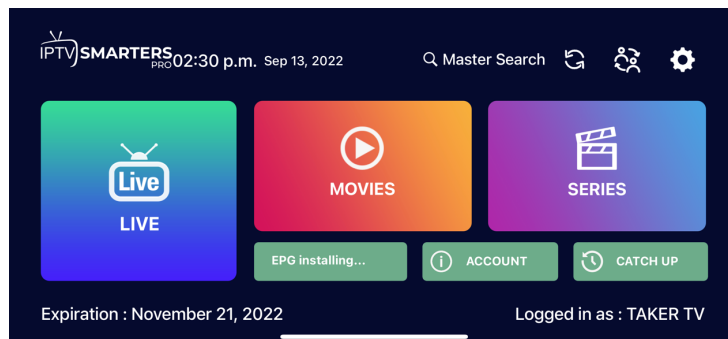 IPTV SMARTERS PRO 02:30 p.m. Sep 13, 2022 Master Search
Live
LIVE
MOVIES
SERIES
EPG installing...
ACCOUNT
CATCH UP
Expiration : November 21, 2022
Logged in as : TAKER TV